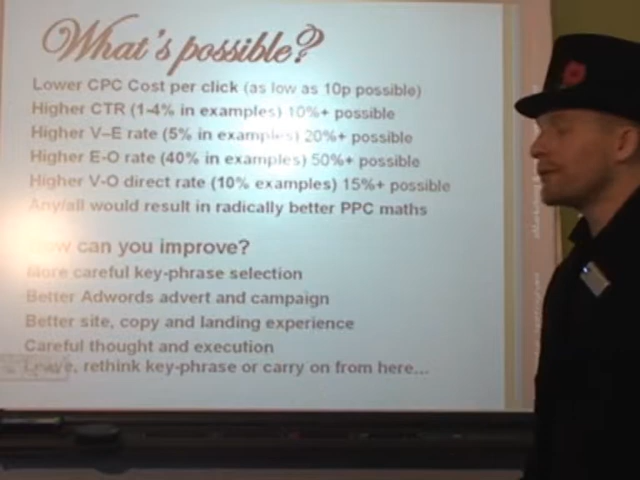 What's possible?
Lower CPC Cost per click (as low as 10p possible)
Higher CTR (1-4% in examples) 10%+ possible
Higher V–E rate (5% in examples) 20%+ possible
Higher E-O rate (40% in examples) 50%+ possible
Higher V-O direct rate (10% examples) 15%+ possible
Any/all would result in radically better PPC maths
How can you improve?
More careful key-phrase selection
Better Adwords advert and campaign
Better site, copy and landing experience
Careful thought and execution
rethink key-phrase or carry on from here...